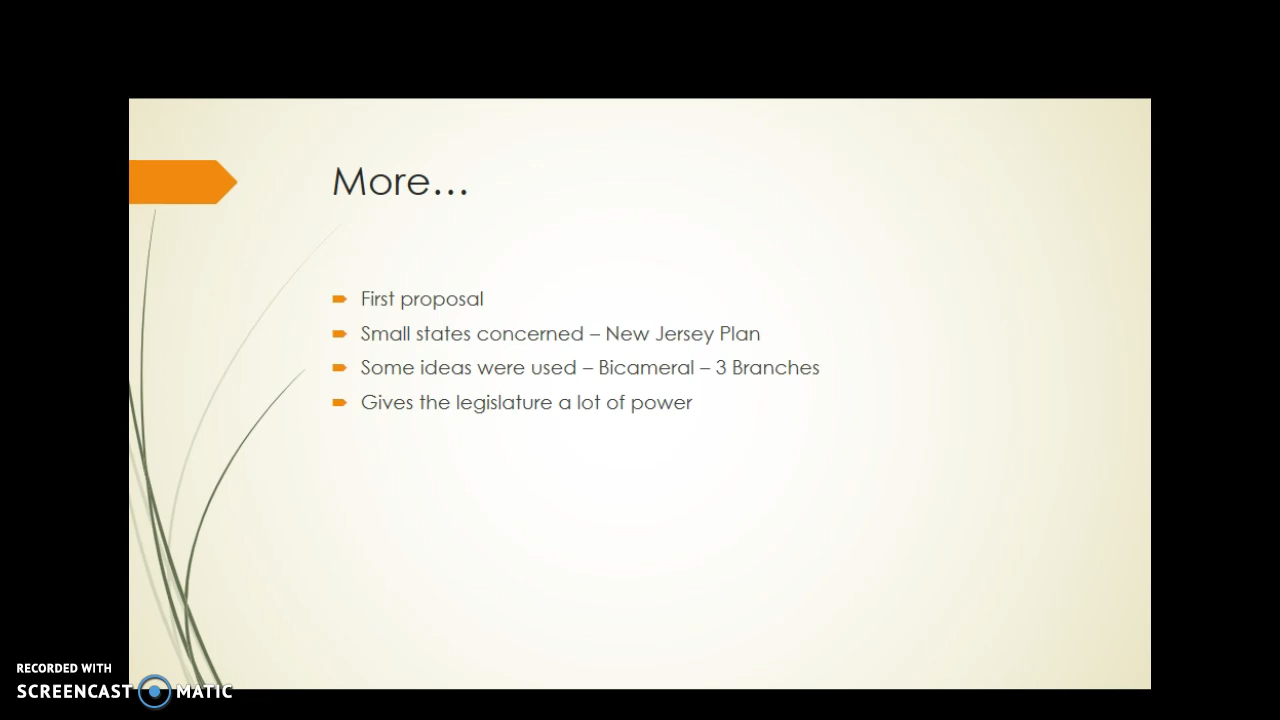 More...
First proposal
Small states concerned – New Jersey Plan
Some ideas were used – Bicameral – 3 Branches
Gives the legislature a lot of power
RECORDED WITH
SCREENCAST MATIC